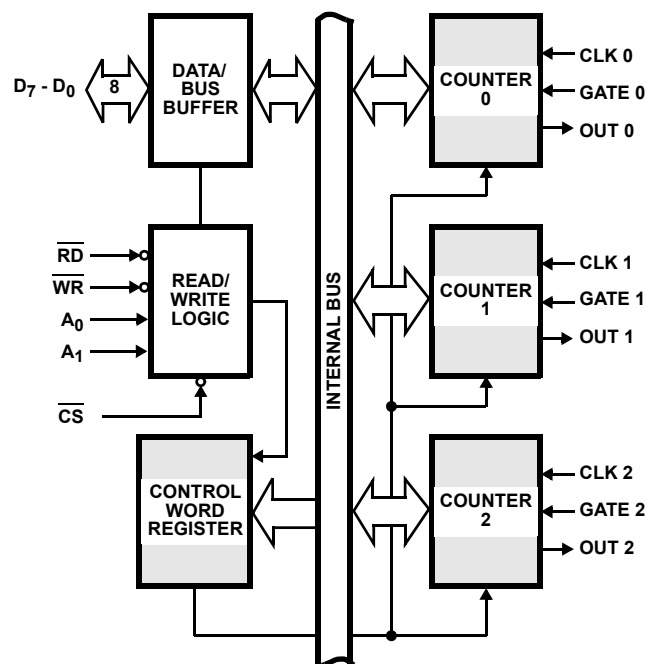 D7 - D0
8
DATA/
BUS
BUFFER
RD
WR
A0
A1
CS
READ/
WRITE
LOGIC
CONTROL
WORD
REGISTER
INTERNAL BUS
COUNTER
0
CLK 0
GATE 0
OUT 0
COUNTER
1
CLK 1
GATE 1
OUT 1
COUNTER
2
CLK 2
GATE 2
OUT 2